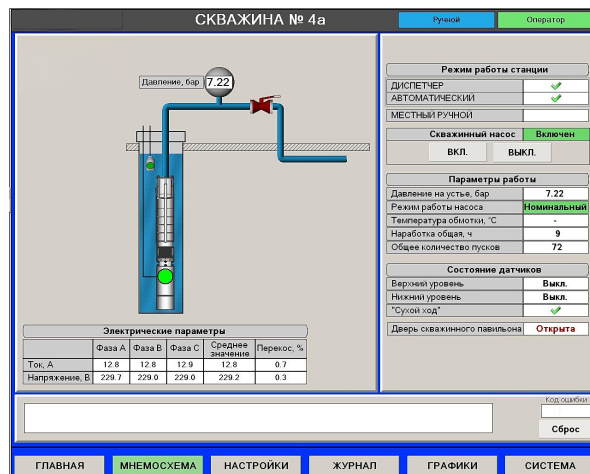 СКВАЖИНА № 4а
Ручной
Оператор
Давление, бар 7.22
Режим работы станции
ДИСПЕТЧЕР
АВТОМАТИЧЕСКИЙ
МЕСТНЫЙ РУЧНОЙ
Скважинный насос Включен
ВКЛ. ВЫКЛ.
Параметры работы
Давление на устье, бар 7.22
Режим работы насоса Номинальный
Температура обмотки, °C -
Наработка общая, ч 9
Общее количество пусков 72
Состояние датчиков
Верхний уровень Выкл.
Нижний уровень Выкл.
"Сухой ход"
Дверь скважинного павильона Открыта
Электрические параметры
Фаза А Фаза В Фаза С Среднее значение Перекос, %
Ток, А 12.8 12.8 12.9 12.8 0.7
Напряжение, В 229.7 229.0 229.0 229.2 0.3
Код ошибки
Сброс
ГЛАВНАЯ МНЕМОСХЕМА НАСТРОЙКИ ЖУРНАЛ ГРАФИКИ СИСТЕМА